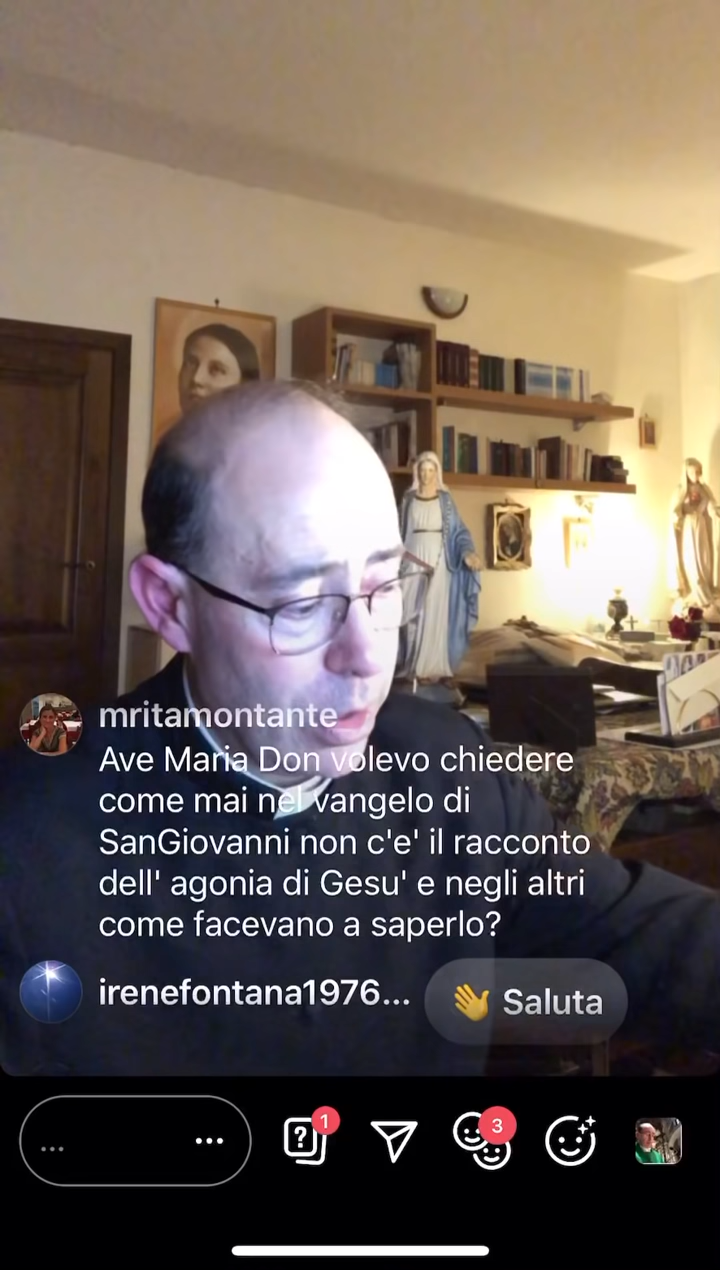 mritamontante
Ave Maria Don volevo chiedere
come mai nel vangelo di
SanGiovanni non c'e' il racconto
dell' agonia di Gesu' e negli altri
come facevano a saperlo?
irenefontana1976... 👋 Saluta
... ...
? 1 3